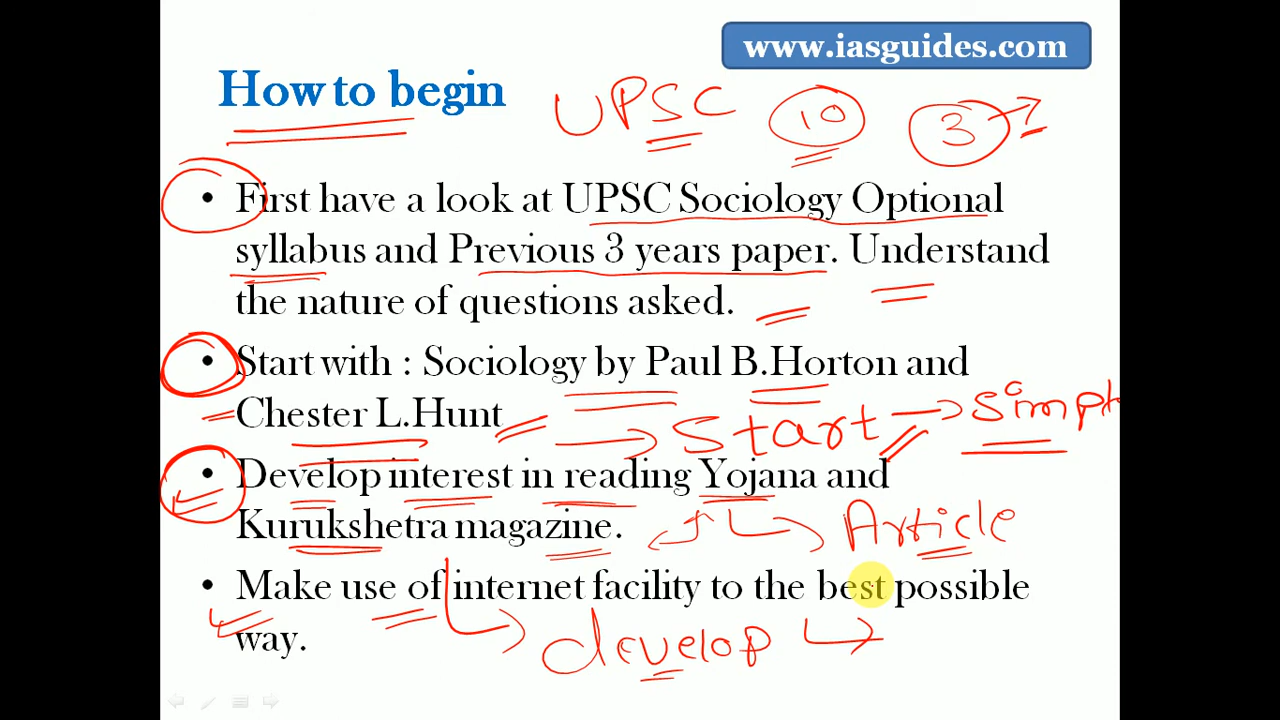 www.iasguides.com
How to begin
UPSC 10 3
• First have a look at UPSC Sociology Optional
syllabus and Previous 3 years paper. Understand
the nature of questions asked.
• Start with : Sociology by Paul B.Horton and
Chester L.Hunt
Start simple
• Develop interest in reading Yojana and
Kurukshetra magazine.
Article
• Make use of internet facility to the best possible
way.
develop